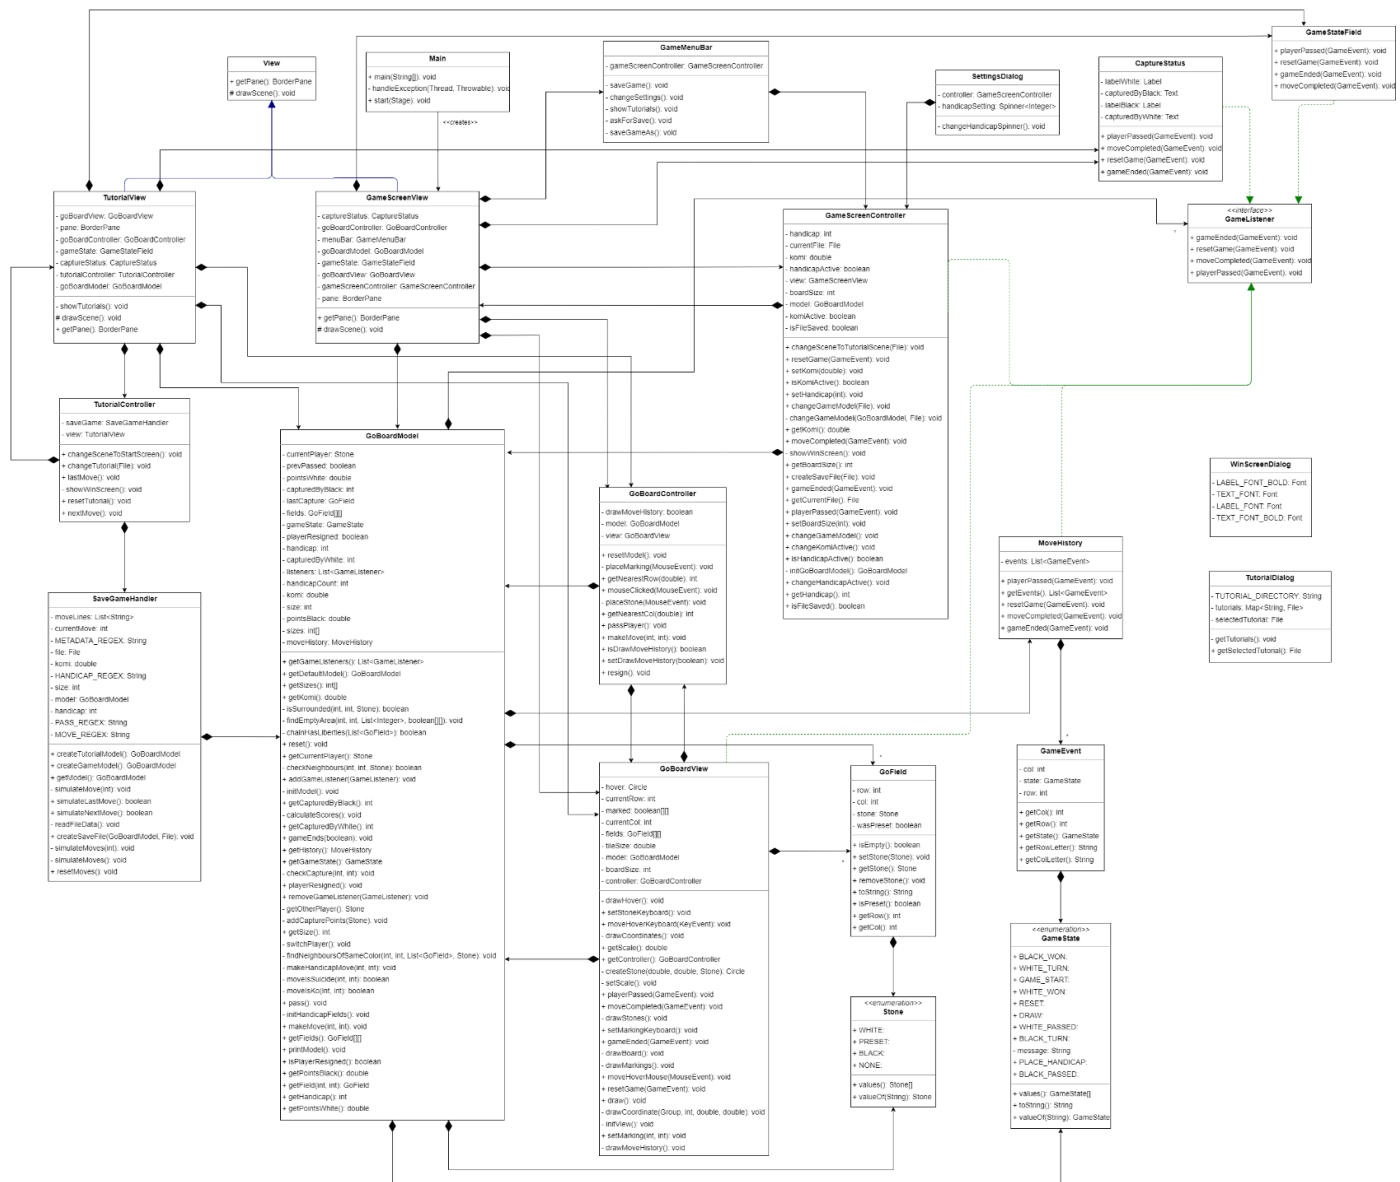 GameStateField
+ playerPassed(GameEvent): void
+ resetGame(GameEvent): void
+ gameEnded(GameEvent): void
+ moveCompleted(GameEvent): void
View
+ getPane(): BorderPane
# drawScene(): void
Main
+ main(String[]): void
- handleException(Thread, Throwable): void
+ start(Stage): void
<<creates>>
GameMenuBar
- gameScreenController: GameScreenController
- saveGame(): void
- changeSettings(): void
- showTutorials(): void
- askForSave(): void
- saveGameAs(): void
SettingsDialog
- controller: GameScreenController
- handicapSetting: Spinner<Integer>
- changeHandicapSpinner(): void
CaptureStatus
- labelWhite: Label
- capturedByBlack: Text
- labelBlack: Label
- capturedByWhite: Text
+ playerPassed(GameEvent): void
+ moveCompleted(GameEvent): void
+ resetGame(GameEvent): void
+ gameEnded(GameEvent): void
TutorialView
- goBoardView: GoBoardView
- pane: BorderPane
- goBoardController: GoBoardController
- gameState: GameStateField
- captureStatus: CaptureStatus
- tutorialController: TutorialController
- goBoardModel: GoBoardModel
- showTutorials(): void
# drawScene(): void
+ getPane(): BorderPane
GameScreenView
- captureStatus: CaptureStatus
- goBoardController: GoBoardController
- menuBar: GameMenuBar
- goBoardModel: GoBoardModel
- gameState: GameStateField
- goBoardView: GoBoardView
- gameScreenController: GameScreenController
- pane: BorderPane
+ getPane(): BorderPane
# drawScene(): void
GameScreenController
- handicap: int
- currentFile: File
- komi: double
- handicapActive: boolean
- view: GameScreenView
- boardSize: int
- model: GoBoardModel
- komiActive: boolean
- isFileSaved: boolean
+ changeSceneToTutorialScene(File): void
+ resetGame(GameEvent): void
+ setKomi(double): void
+ isKomiActive(): boolean
+ setHandicap(int): void
+ changeGameModel(File): void
- changeGameModel(GoBoardModel, File): void
+ getKomi(): double
+ moveCompleted(GameEvent): void
- showWinScreen(): void
+ getBoardSize(): int
+ createSaveFile(File): void
+ gameEnded(GameEvent): void
+ getCurrentFile(): File
+ playerPassed(GameEvent): void
+ setBoardSize(int): void
+ changeGameModel(): void
+ changeKomiActive(): void
+ isHandicapActive(): boolean
- initGoBoardModel(): GoBoardModel
+ changeHandicapActive(): void
+ getHandicap(): int
+ isFileSaved(): boolean
<<interface>>
GameListener
+ gameEnded(GameEvent): void
+ resetGame(GameEvent): void
+ moveCompleted(GameEvent): void
+ playerPassed(GameEvent): void
TutorialController
- saveGame: SaveGameHandler
- view: TutorialView
+ changeSceneToStartScreen(): void
+ changeTutorial(File): void
+ lastMove(): void
- showWinScreen(): void
+ resetTutorial(): void
+ nextMove(): void
GoBoardModel
- currentPlayer: Stone
- prevPassed: boolean
- pointsWhite: double
- capturedByBlack: int
- lastCapture: GoField
- fields: GoField[][]
- gameState: GameState
- playerResigned: boolean
- handicap: int
- capturedByWhite: int
- listeners: List<GameListener>
- handicapCount: int
- komi: double
- size: int
- pointsBlack: double
- sizes: int[]
- moveHistory: MoveHistory
+ getGameListeners(): List<GameListener>
+ getDefaultModel(): GoBoardModel
+ getSizes(): int[]
+ getKomi(): double
- isSurrounded(int, int, Stone): boolean
- findEmptyArea(int, int, List<Integer>, boolean[][]): void
- chainHasLiberties(List<GoField>): boolean
+ reset(): void
+ getCurrentPlayer(): Stone
- checkNeighbours(int, int, Stone): boolean
+ addGameListener(GameListener): void
- initModel(): void
+ getCapturedByBlack(): int
- calculateScores(): void
+ getCapturedByWhite(): int
+ gameEnds(boolean): void
+ getHistory(): MoveHistory
+ getGameState(): GameState
- checkCapture(int, int): void
+ playerResigned(): void
+ removeGameListener(GameListener): void
- getOtherPlayer(): Stone
- addCapturePoints(Stone): void
+ getSize(): int
- switchPlayer(): void
- findNeighboursOfSameColor(int, int, List<GoField>, Stone): void
- makeHandicapMove(int, int): void
- moveIsSuicide(int, int): boolean
- moveIsKo(int, int): boolean
+ pass(): void
- initHandicapFields(): void
+ makeMove(int, int): void
+ getFields(): GoField[][]
+ printModel(): void
+ isPlayerResigned(): boolean
+ getPointsBlack(): double
+ getField(int, int): GoField
+ getHandicap(): int
+ getPointsWhite(): double
GoBoardController
- drawMoveHistory: boolean
- model: GoBoardModel
- view: GoBoardView
+ resetModel(): void
- placeMarking(MouseEvent): void
+ getNearestRow(double): int
+ mouseClicked(MouseEvent): void
- placeStone(MouseEvent): void
+ getNearestCol(double): int
+ passPlayer(): void
+ makeMove(int, int): void
+ isDrawMoveHistory(): boolean
+ setDrawMoveHistory(boolean): void
+ resign(): void
WinScreenDialog
- LABEL_FONT_BOLD: Font
- TEXT_FONT: Font
- LABEL_FONT: Font
- TEXT_FONT_BOLD: Font
MoveHistory
- events: List<GameEvent>
+ playerPassed(GameEvent): void
+ getEvents(): List<GameEvent>
+ resetGame(GameEvent): void
+ moveCompleted(GameEvent): void
+ gameEnded(GameEvent): void
TutorialDialog
- TUTORIAL_DIRECTORY: String
- tutorials: Map<String, File>
- selectedTutorial: File
- getTutorials(): void
+ getSelectedTutorial(): File
SaveGameHandler
- moveLines: List<String>
- currentMove: int
- METADATA_REGEX: String
- file: File
- komi: double
- HANDICAP_REGEX: String
- size: int
- model: GoBoardModel
- handicap: int
- PASS_REGEX: String
- MOVE_REGEX: String
+ createTutorialModel(): GoBoardModel
+ createGameModel(): GoBoardModel
+ getModel(): GoBoardModel
- simulateMove(int): void
+ simulateLastMove(): boolean
+ simulateNextMove(): boolean
- readFileData(): void
+ createSaveFile(GoBoardModel, File): void
- simulateMoves(int): void
- simulateMoves(): void
+ resetMoves(): void
GoBoardView
- hover: Circle
- currentRow: int
- marked: boolean[][]
- currentCol: int
- fields: GoField[][]
- tileSize: double
- model: GoBoardModel
- boardSize: int
- controller: GoBoardController
- drawHover(): void
+ setStoneKeyboard(): void
+ moveHoverKeyboard(KeyEvent): void
- drawCoordinates(): void
+ getScale(): double
+ getController(): GoBoardController
- createStone(double, double, Stone): Circle
- setScale(): void
+ playerPassed(GameEvent): void
+ moveCompleted(GameEvent): void
- drawStones(): void
+ setMarkingKeyboard(): void
+ gameEnded(GameEvent): void
- drawBoard(): void
- drawMarkings(): void
+ moveHoverMouse(MouseEvent): void
+ resetGame(GameEvent): void
+ draw(): void
- drawCoordinate(Group, int, double, double): void
- initView(): void
+ setMarking(int, int): void
- drawMoveHistory(): void
GoField
- row: int
- col: int
- stone: Stone
- wasPreset: boolean
+ isEmpty(): boolean
+ setStone(Stone): void
+ getStone(): Stone
+ removeStone(): void
+ toString(): String
+ isPreset(): boolean
+ getRow(): int
+ getCol(): int
GameEvent
- col: int
- state: GameState
- row: int
+ getCol(): int
+ getRow(): int
+ getState(): GameState
+ getRowLetter(): String
+ getColLetter(): String
<<enumeration>>
Stone
+ WHITE:
+ PRESET:
+ BLACK:
+ NONE:
+ values(): Stone[]
+ valueOf(String): Stone
<<enumeration>>
GameState
+ BLACK_WON:
+ WHITE_TURN:
+ GAME_START:
+ WHITE_WON:
+ RESET:
+ DRAW:
+ WHITE_PASSED:
+ BLACK_TURN:
- message: String
+ PLACE_HANDICAP:
+ BLACK_PASSED:
+ values(): GameState[]
+ toString(): String
+ valueOf(String): GameState